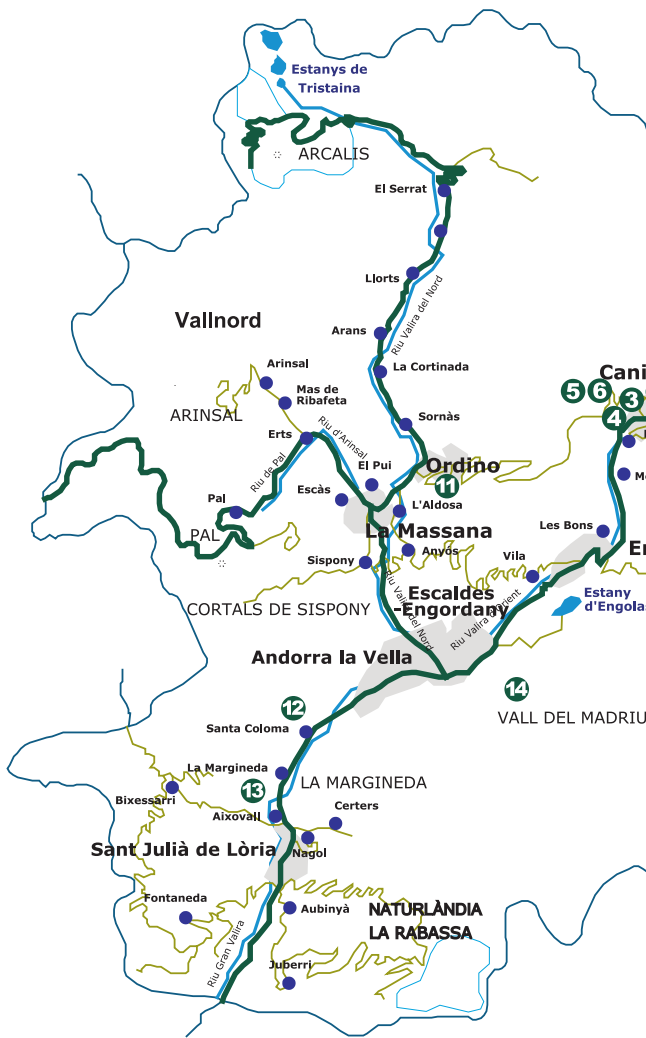 Estanys de
Tristaina
ARCALIS
El Serrat
Llorts
Riu Valira del Nord
Vallnord
Arans
La Cortinada
Arinsal
Mas de
Ribafeta
ARINSAL
Sornàs
Erts
Riu d'Arinsal
Riu de Pal
El Pui
Ordino
11
Escàs
Pal
L'Aldosa
La Massana
PAL
Anyós
Sispony
CORTALS DE SISPONY
Riu Valira del Nord
Escaldes
-Engordany
Riu Valira d'Orient
Cani
5
6
3
4
Me
Les Bons
En
Vila
Estany
d'Engolas
Andorra la Vella
14
VALL DEL MADRIU
12
Santa Coloma
La Margineda
LA MARGINEDA
13
Bixessarri
Aixovall
Certers
Sant Julià de Lòria
Nagol
Fontaneda
Aubinyà
NATURLÀNDIA
LA RABASSA
Riu Gran Valira
Juberri